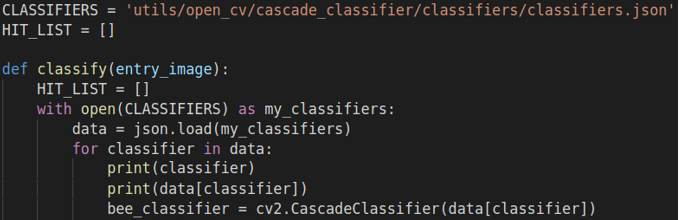 CLASSIFIERS = 'utils/open_cv/cascade_classifier/classifiers/classifiers.json'
HIT_LIST = []

def classify(entry_image):
    HIT_LIST = []
    with open(CLASSIFIERS) as my_classifiers:
        data = json.load(my_classifiers)
        for classifier in data:
            print(classifier)
            print(data[classifier])
            bee_classifier = cv2.CascadeClassifier(data[classifier])